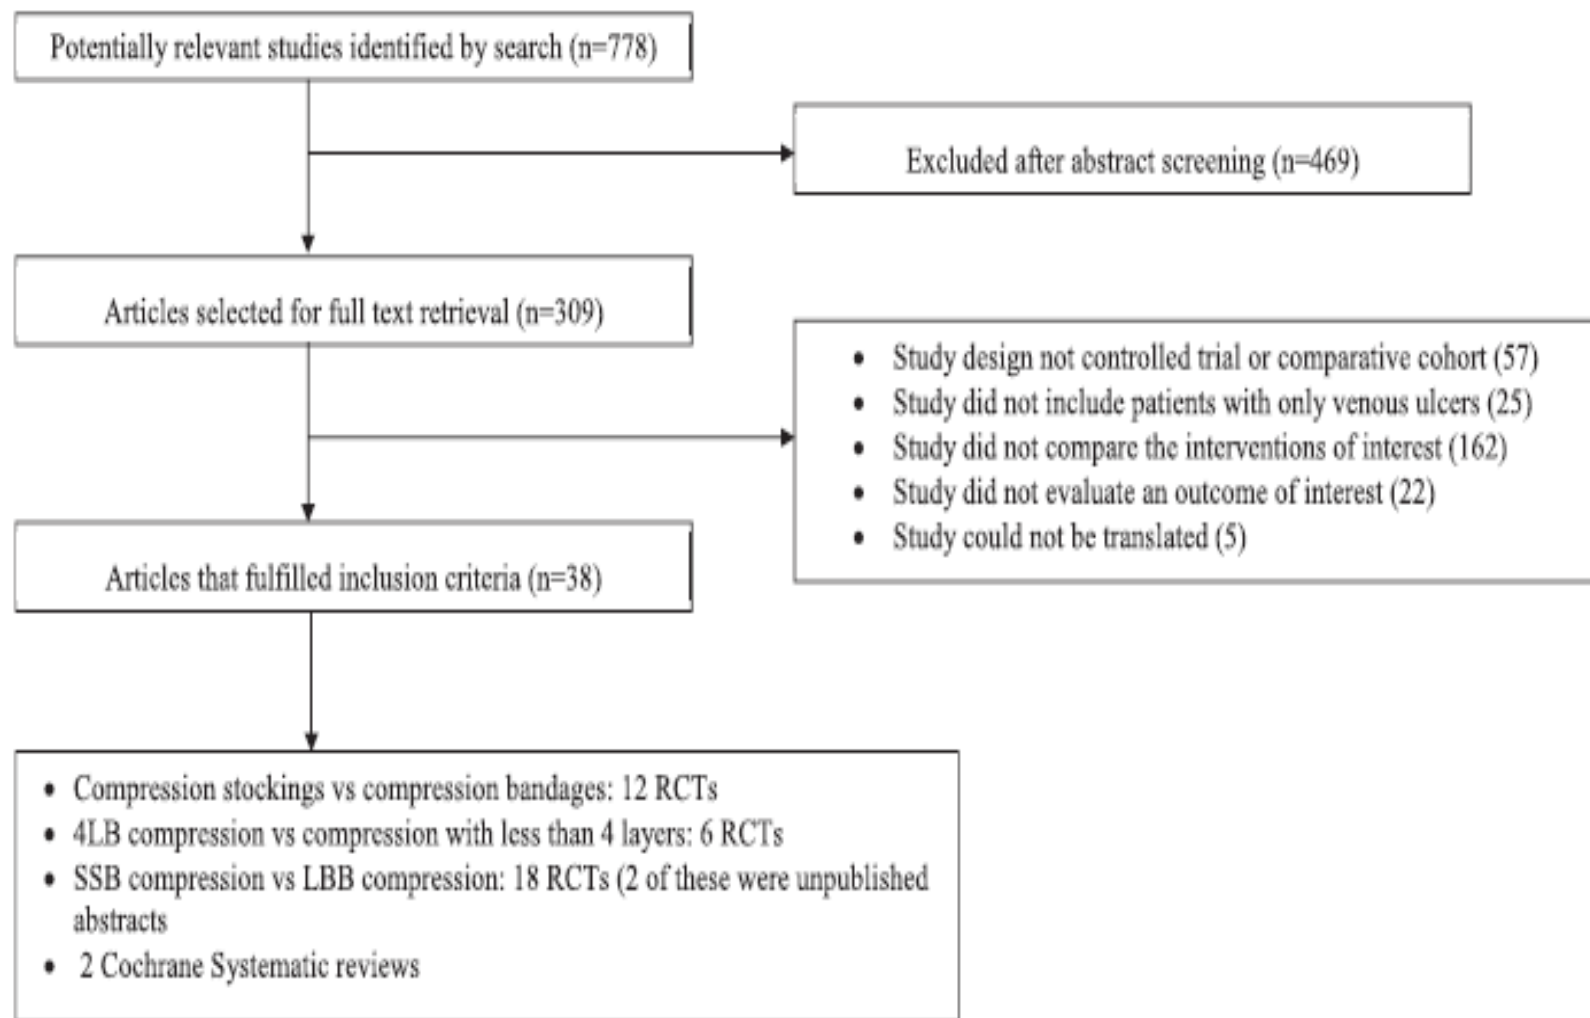 Potentially relevant studies identified by search (n=778)
Excluded after abstract screening (n=469)
Articles selected for full text retrieval (n=309)
• Study design not controlled trial or comparative cohort (57)
• Study did not include patients with only venous ulcers (25)
• Study did not compare the interventions of interest (162)
• Study did not evaluate an outcome of interest (22)
• Study could not be translated (5)
Articles that fulfilled inclusion criteria (n=38)
• Compression stockings vs compression bandages: 12 RCTs
• 4LB compression vs compression with less than 4 layers: 6 RCTs
• SSB compression vs LBB compression: 18 RCTs (2 of these were unpublished
abstracts
• 2 Cochrane Systematic reviews